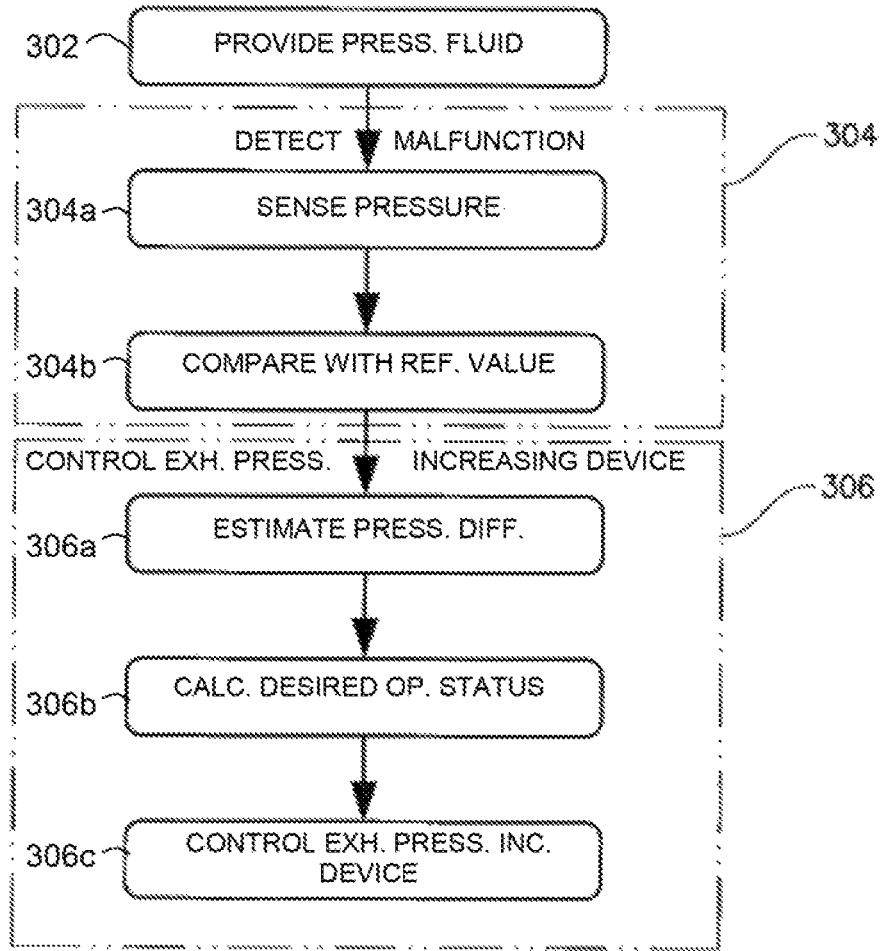 302
PROVIDE PRESS. FLUID
DETECT MALFUNCTION
304
304a
SENSE PRESSURE
304b
COMPARE WITH REF. VALUE
CONTROL EXH. PRESS. INCREASING DEVICE
306
306a
ESTIMATE PRESS. DIFF.
306b
CALC. DESIRED OP. STATUS
306c
CONTROL EXH. PRESS. INC.
DEVICE